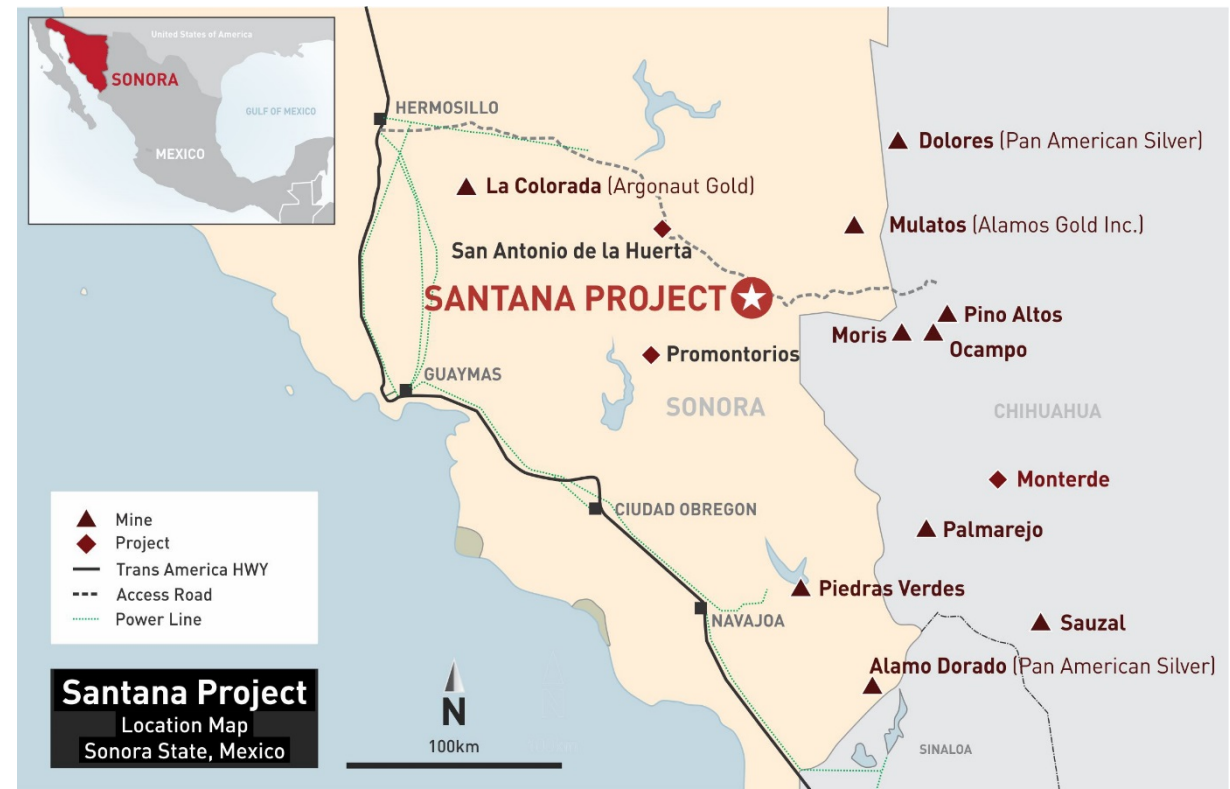 United States of America
SONORA
GULF OF MEXICO
MEXICO
HERMOSILLO
Dolores (Pan American Silver)
La Colorada (Argonaut Gold)
Mulatos (Alamos Gold Inc.)
San Antonio de la Huerta
SANTANA PROJECT
Pino Altos
Moris
Ocampo
Promontorios
GUAYMAS
SONORA
CHIHUAHUA
Monterde
CIUDAD OBREGON
Palmarejo
Piedras Verdes
NAVAJOA
Sauzal
Alamo Dorado (Pan American Silver)
SINALOA
Mine
Project
Trans America HWY
Access Road
Power Line
Santana Project
Location Map
Sonora State, Mexico
N
100km